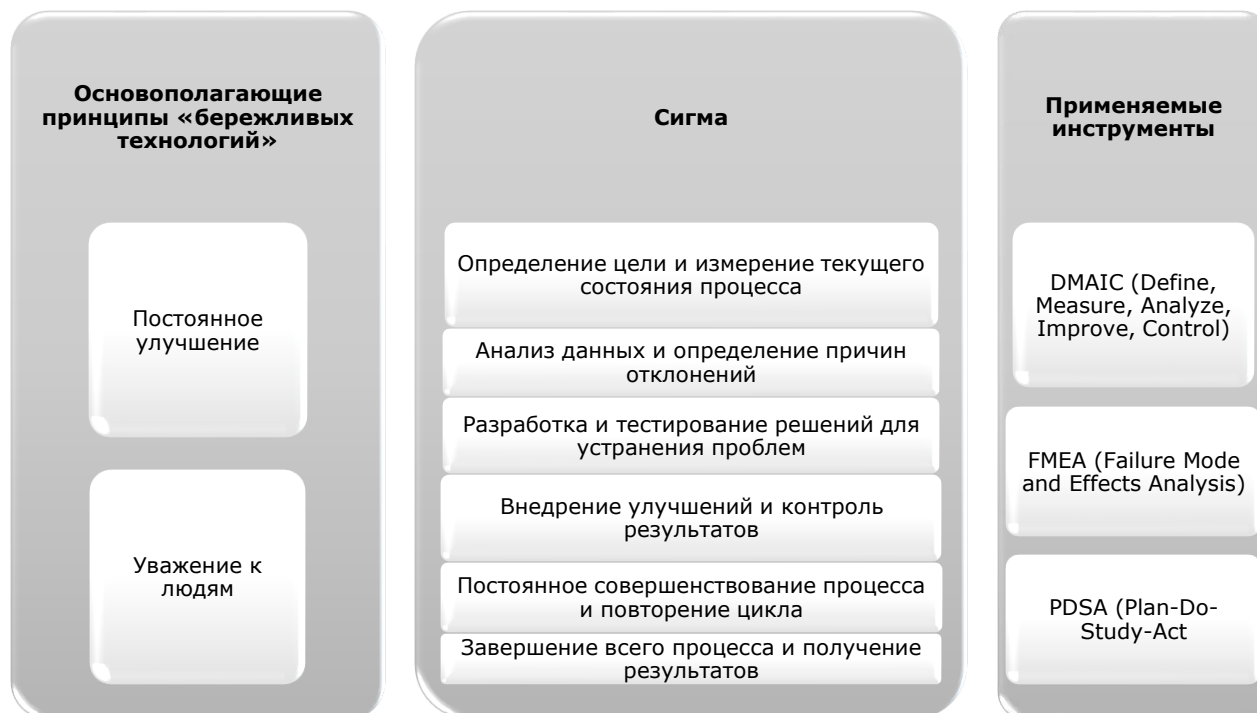 Основополагающие
принципы «бережливых
технологий»
Постоянное
улучшение
Уважение к
людям
Сигма
Определение цели и измерение текущего
состояния процесса
Анализ данных и определение причин
отклонений
Разработка и тестирование решений для
устранения проблем
Внедрение улучшений и контроль
результатов
Постоянное совершенствование процесса
и повторение цикла
Завершение всего процесса и получение
результатов
Применяемые
инструменты
DMAIC (Define,
Measure, Analyze,
Improve, Control)
FMEA (Failure Mode
and Effects Analysis)
PDSA (Plan-Do-
Study-Act